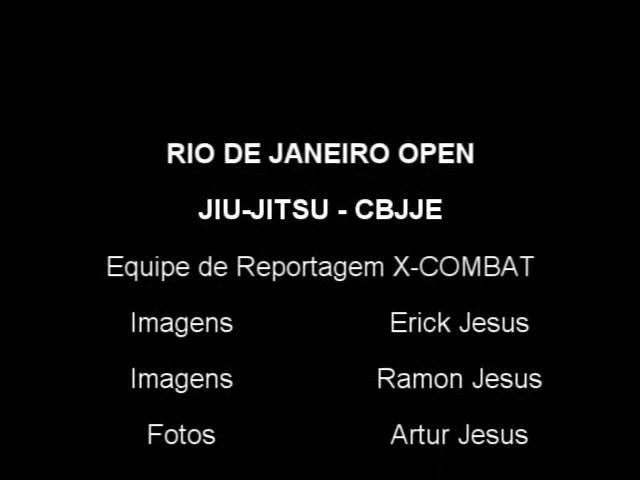 RIO DE JANEIRO OPEN
JIU-JITSU - CBJJE
Equipe de Reportagem X-COMBAT
Imagens Erick Jesus
Imagens Ramon Jesus
Fotos Artur Jesus